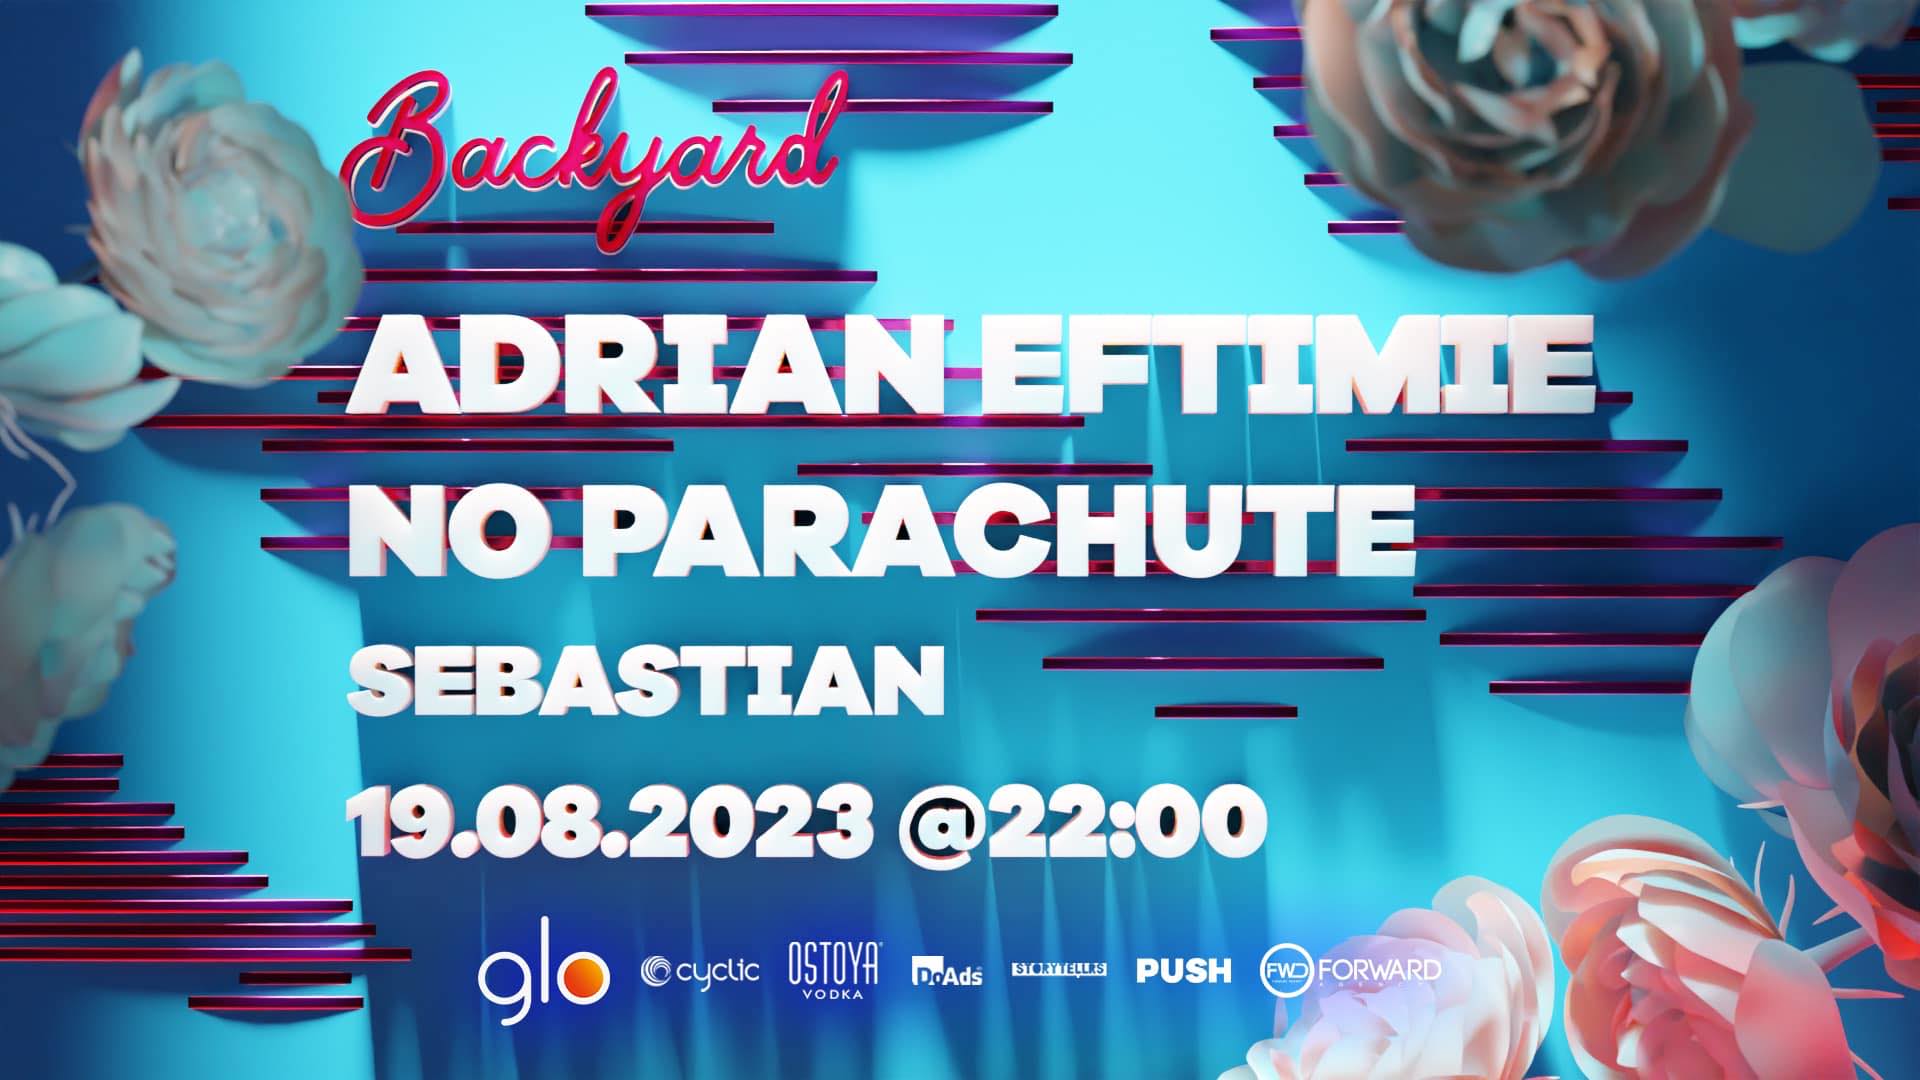 Backyard
ADRIAN EFTIMIE
NO PARACHUTE
SEBASTIAN
19.08.2023 @22:00
glo cyclic OSTOYA VODKA DoAds STORYTELLRS PUSH FWD FORWARD AGENCY